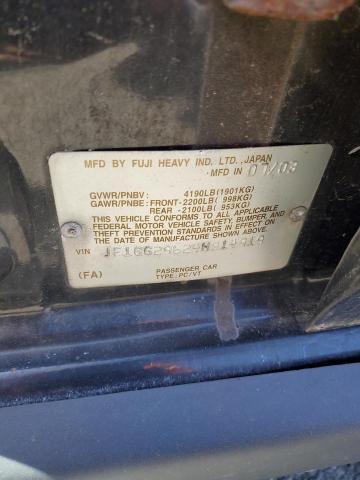 MFD BY FUJI HEAVY IND. LTD., JAPAN
MFD IN 07/03
GVWR/PNBV: 4190LB(1901KG)
GAWR/PNBE: FRONT-2200LB( 998KG)
REAR -2100LB( 953KG)
THIS VEHICLE CONFORMS TO ALL APPLICABLE
FEDERAL MOTOR VEHICLE SAFETY, BUMPER, AND
THEFT PREVENTION STANDARDS IN EFFECT ON
DATE OF MANUFACTURE SHOWN ABOVE.
VIN
(FA)
PASSENGER CAR
TYPE: PC/VT